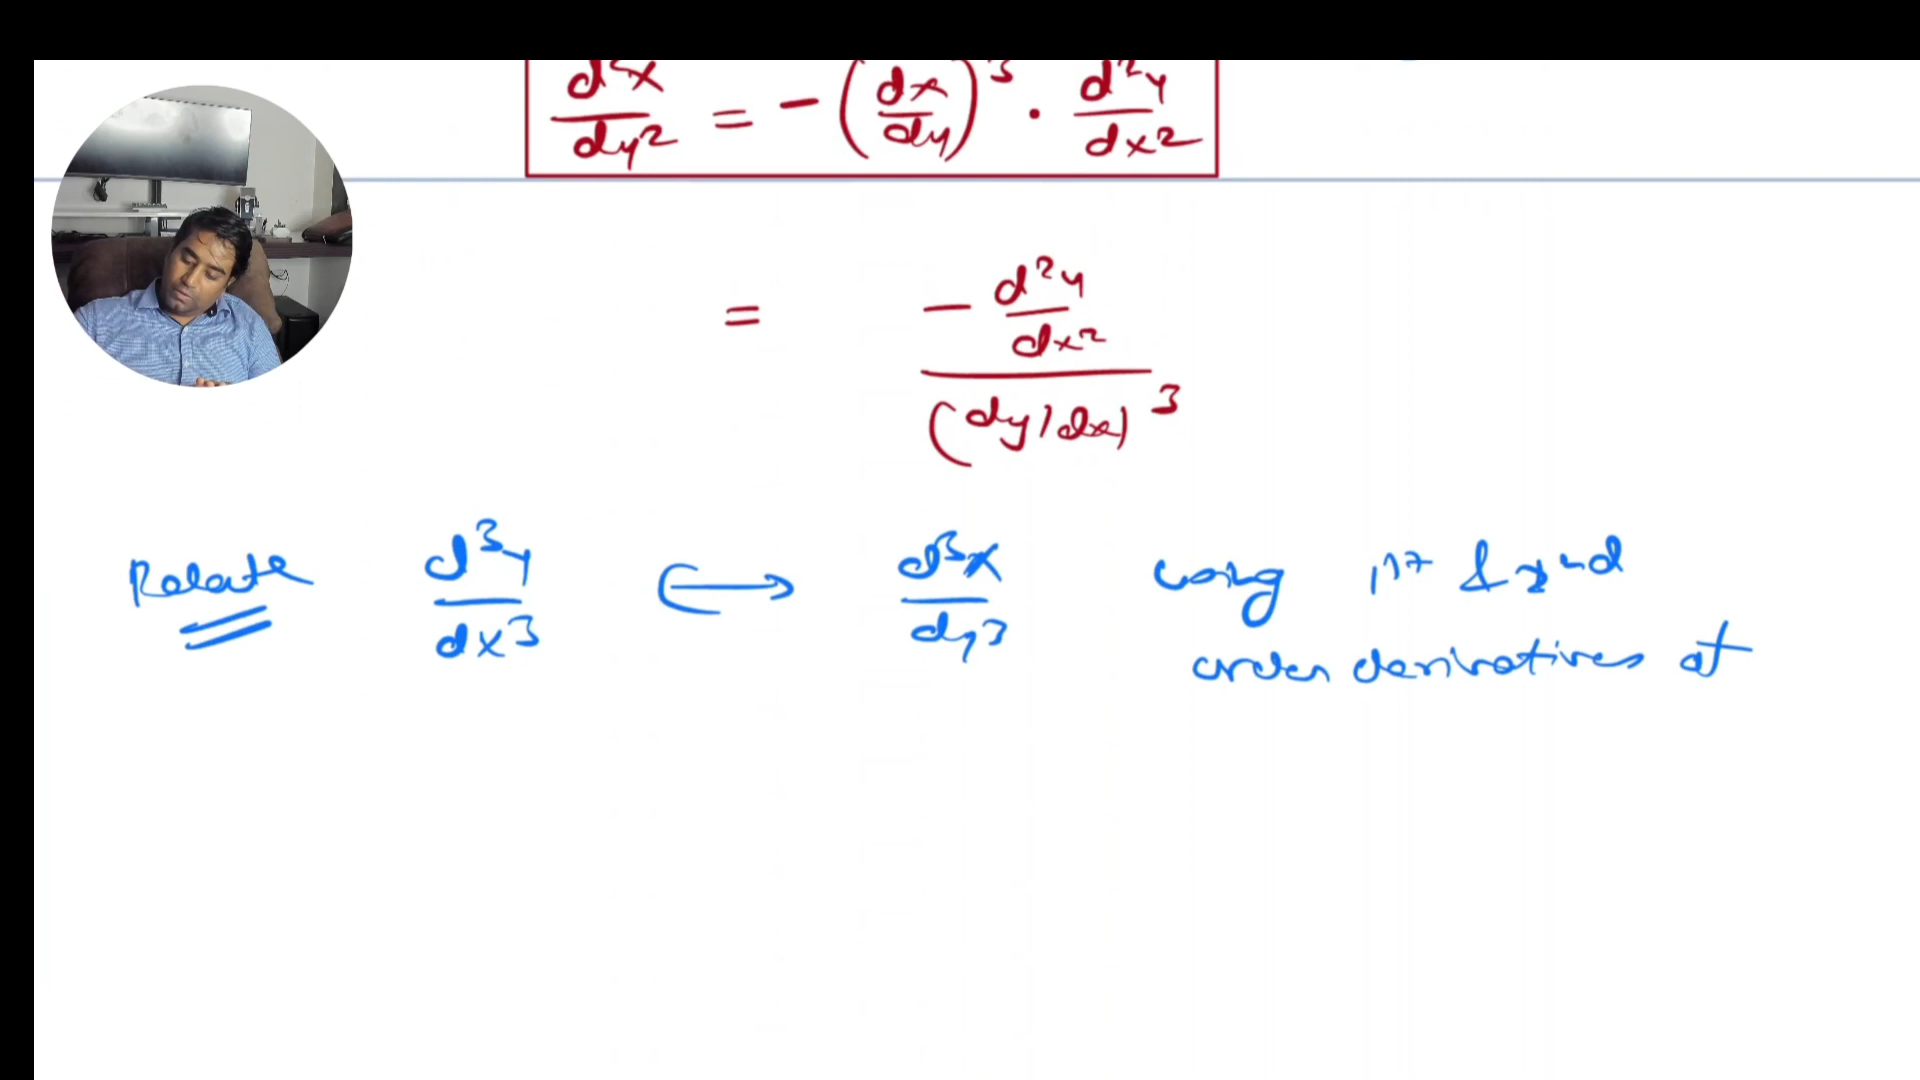 d²x/dy² = - (dx/dy)³ · d²y/dx²
= - d²y/dx² / (dy/dx)³
Relate d³y/dx³ ⟷ d³x/dy³ using 1st & 2nd
order derivatives at